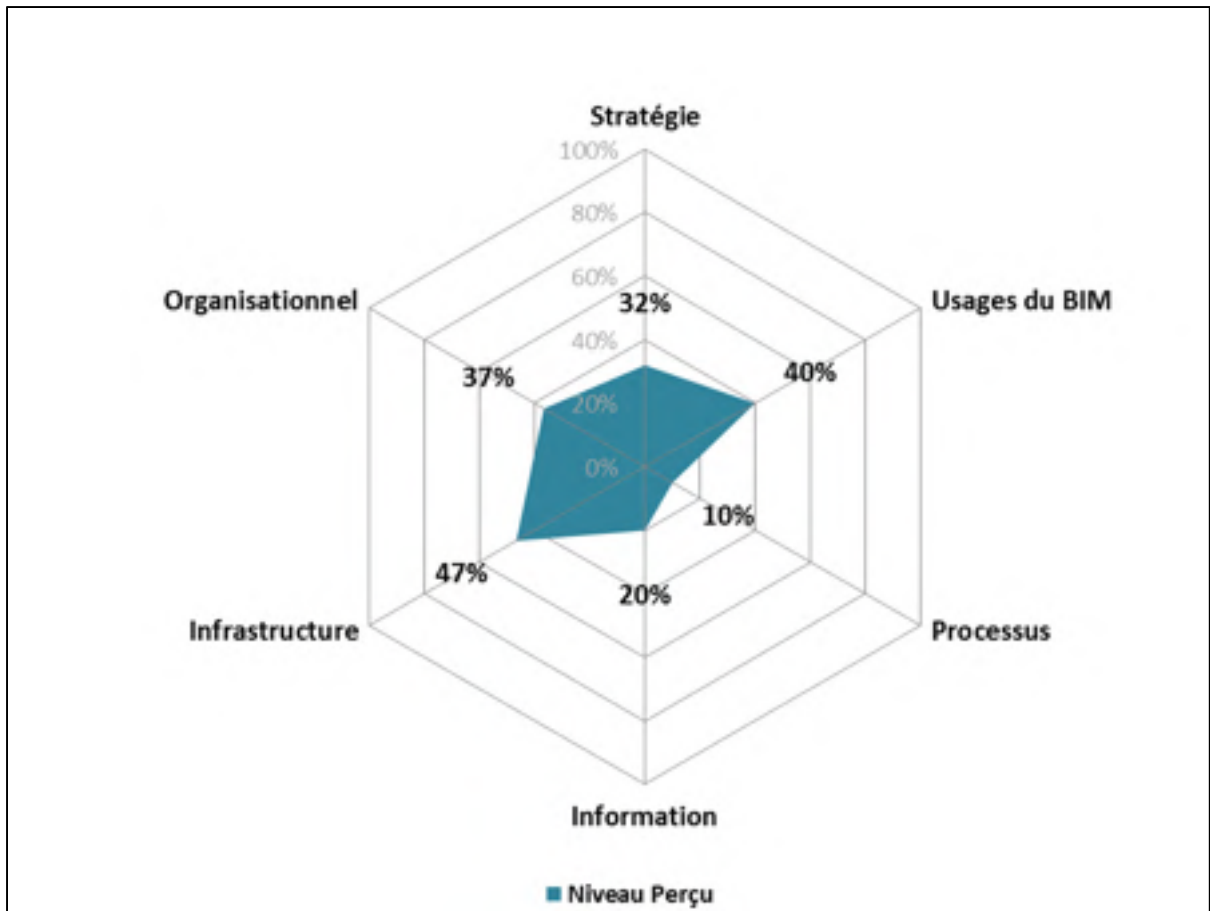 Stratégie
100%
80%
60%
32%
40%
20%
0%
Organisationnel
37%
Usages du BIM
40%
10%
20%
47%
Infrastructure
Processus
Information
Niveau Perçu